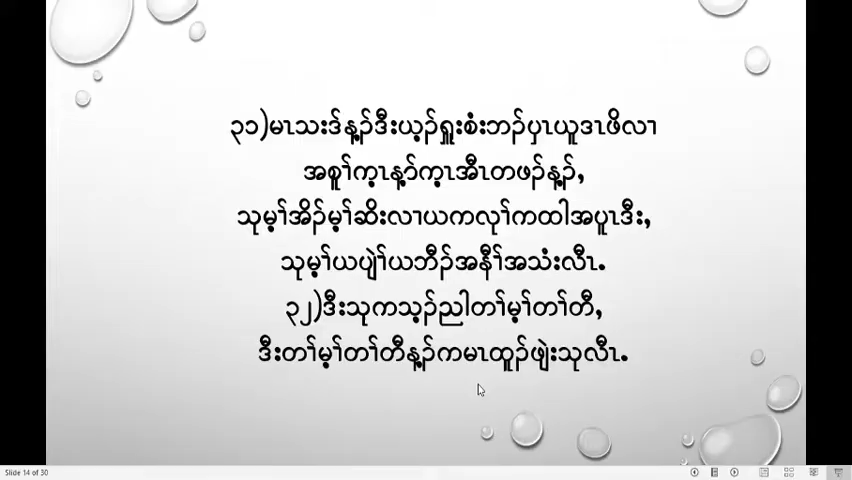 ၃၁)မၤသးဒ်န့ၣ်ဒီးယ့ၣ်ရှူးစံးဘၣ်ပှၤယူဒၤဖိလၢ
အစူၢ်က့ၤန့ာ်က့ၤအီၤတဖၣ်န့ၣ်,
သုမ့ၢ်အိၣ်မ့ၢ်ဆိးလၢယကလုၢ်ကထါအပူၤဒီး,
သုမ့ၢ်ယပျဲၢ်ယဘီၣ်အနီၢ်အသံးလီၤ.
၃၂)ဒီးသုကသ့ၣ်ညါတၢ်မ့ၢ်တၢ်တီ,
ဒီးတၢ်မ့ၢ်တၢ်တီန့ၣ်ကမၤထူၣ်ဖျဲးသုလီၤ.
Slide 14 of 30